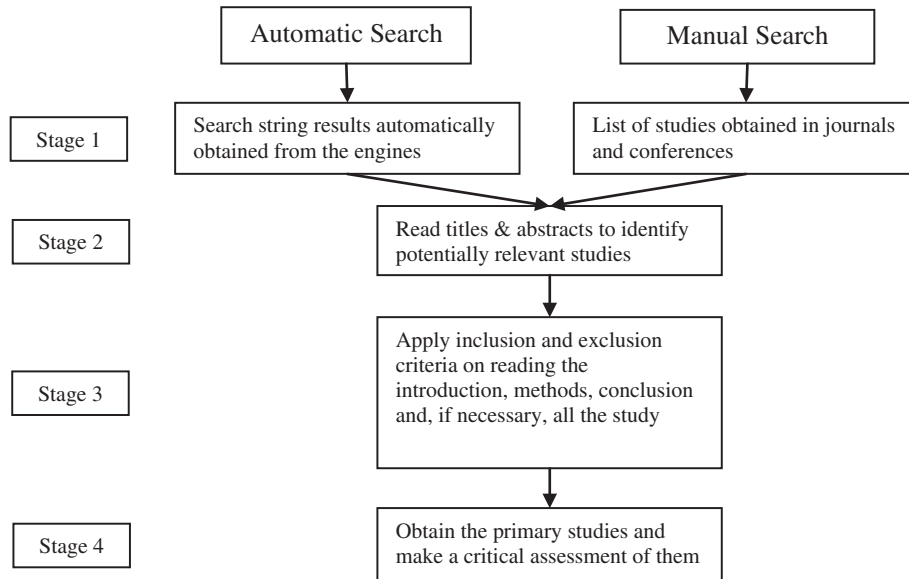 Automatic Search
Manual Search
Stage 1
Search string results automatically
obtained from the engines
List of studies obtained in journals
and conferences
Stage 2
Read titles & abstracts to identify
potentially relevant studies
Stage 3
Apply inclusion and exclusion
criteria on reading the
introduction, methods, conclusion
and, if necessary, all the study
Stage 4
Obtain the primary studies and
make a critical assessment of them